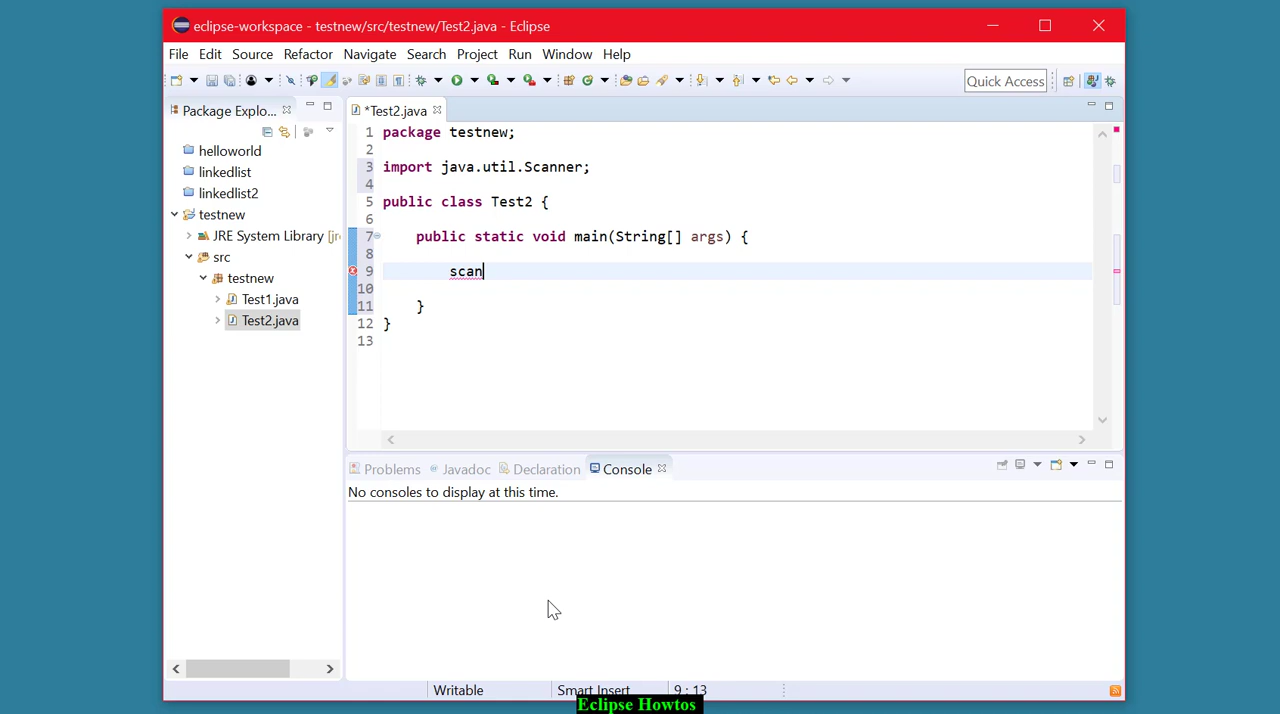 eclipse-workspace - testnew/src/testnew/Test2.java - Eclipse
File Edit Source Refactor Navigate Search Project Run Window Help
Quick Access
Package Explo...
*Test2.java
helloworld
linkedlist
linkedlist2
testnew
JRE System Library [jr
src
testnew
Test1.java
Test2.java
1 package testnew;
2
3 import java.util.Scanner;
4
5 public class Test2 {
6
7 public static void main(String[] args) {
8
9 scan
10
11 }
12 }
13
Problems Javadoc Declaration Console
No consoles to display at this time.
Writable Smart Insert 9 : 13
Eclipse Howtos